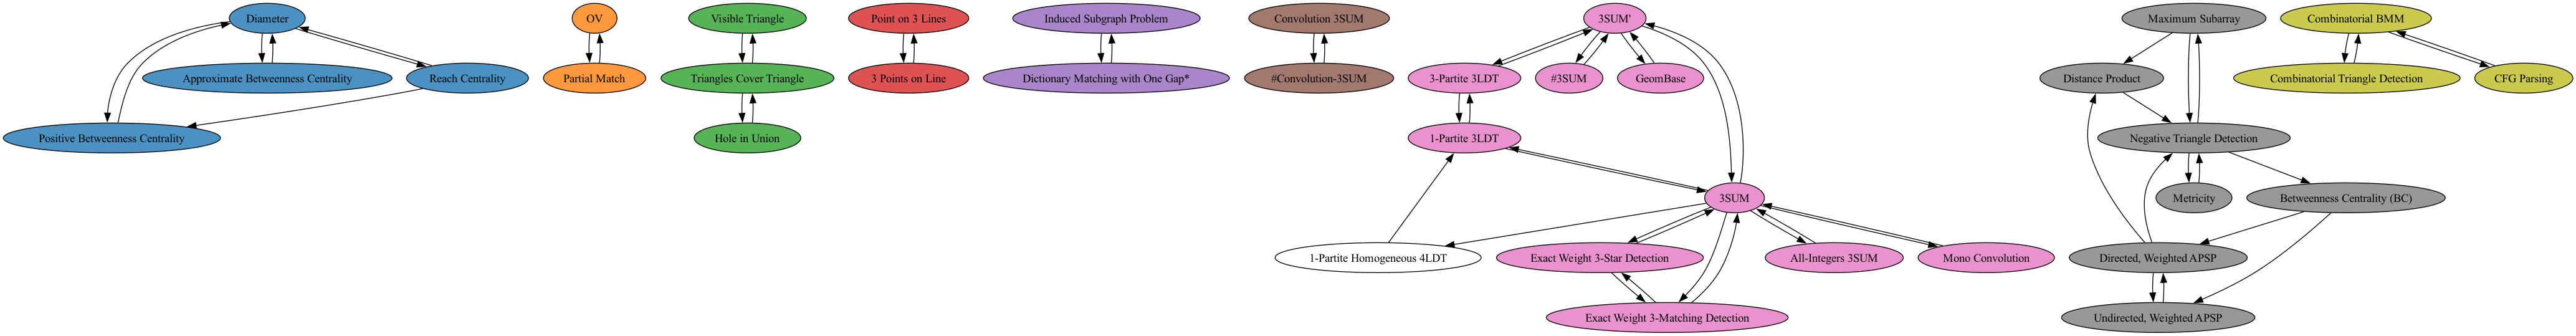 Diameter
OV
Visible Triangle
Point on 3 Lines
Induced Subgraph Problem
Convolution 3SUM
3SUM'
Maximum Subarray
Combinatorial BMM
Approximate Betweenness Centrality
Reach Centrality
Partial Match
Triangles Cover Triangle
3 Points on Line
Dictionary Matching with One Gap*
#Convolution-3SUM
3-Partite 3LDT
#3SUM
GeomBase
Distance Product
Combinatorial Triangle Detection
CFG Parsing
Positive Betweenness Centrality
Hole in Union
1-Partite 3LDT
Negative Triangle Detection
3SUM
Metricity
Betweenness Centrality (BC)
1-Partite Homogeneous 4LDT
Exact Weight 3-Star Detection
All-Integers 3SUM
Mono Convolution
Directed, Weighted APSP
Exact Weight 3-Matching Detection
Undirected, Weighted APSP